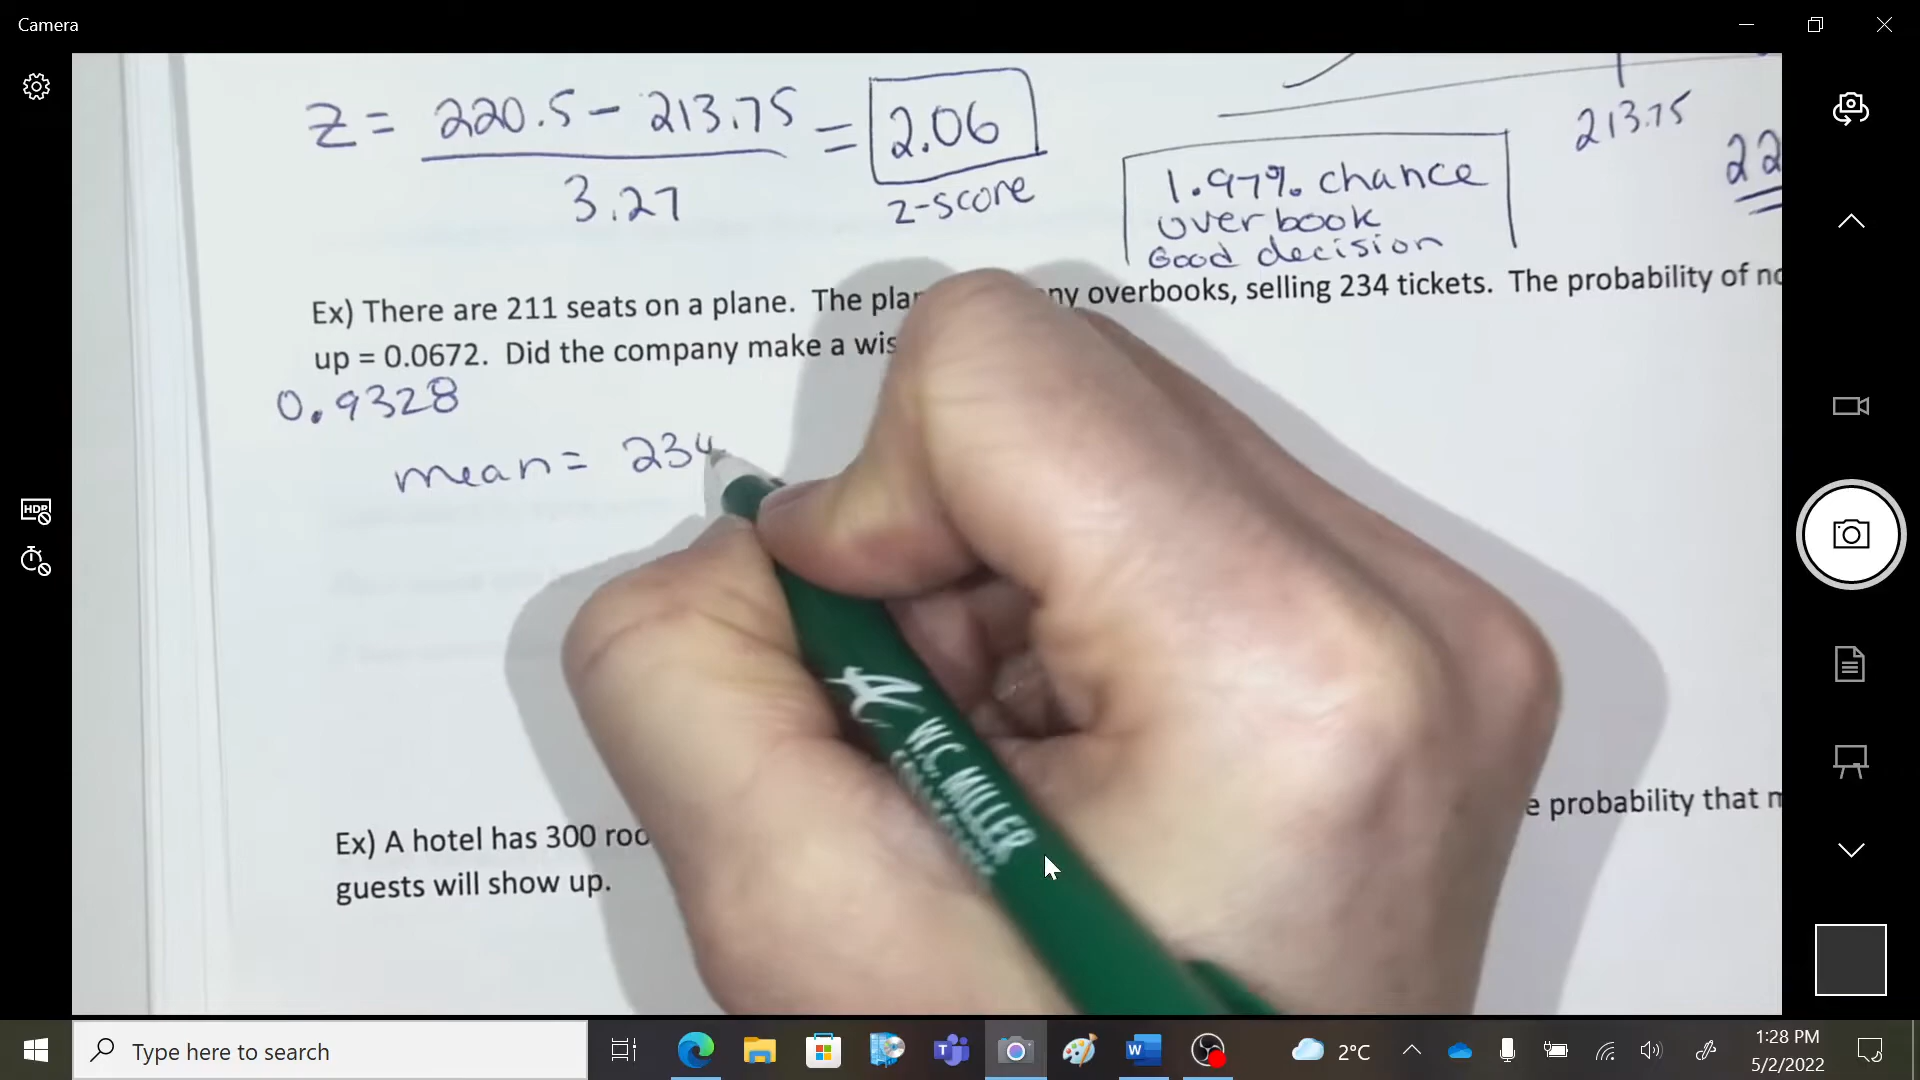 Camera
z = 220.5 - 213.75 = 2.06
3.27
z-score
213.75
22
1.97% chance
over book
Good decision
Ex) There are 211 seats on a plane. The pla ny overbooks, selling 234 tickets. The probability of no
up = 0.0672. Did the company make a wis
0.9328
mean = 234
W.C. MILLER
Ex) A hotel has 300 roo e probability that m
guests will show up.
Type here to search
2°C
1:28 PM
5/2/2022